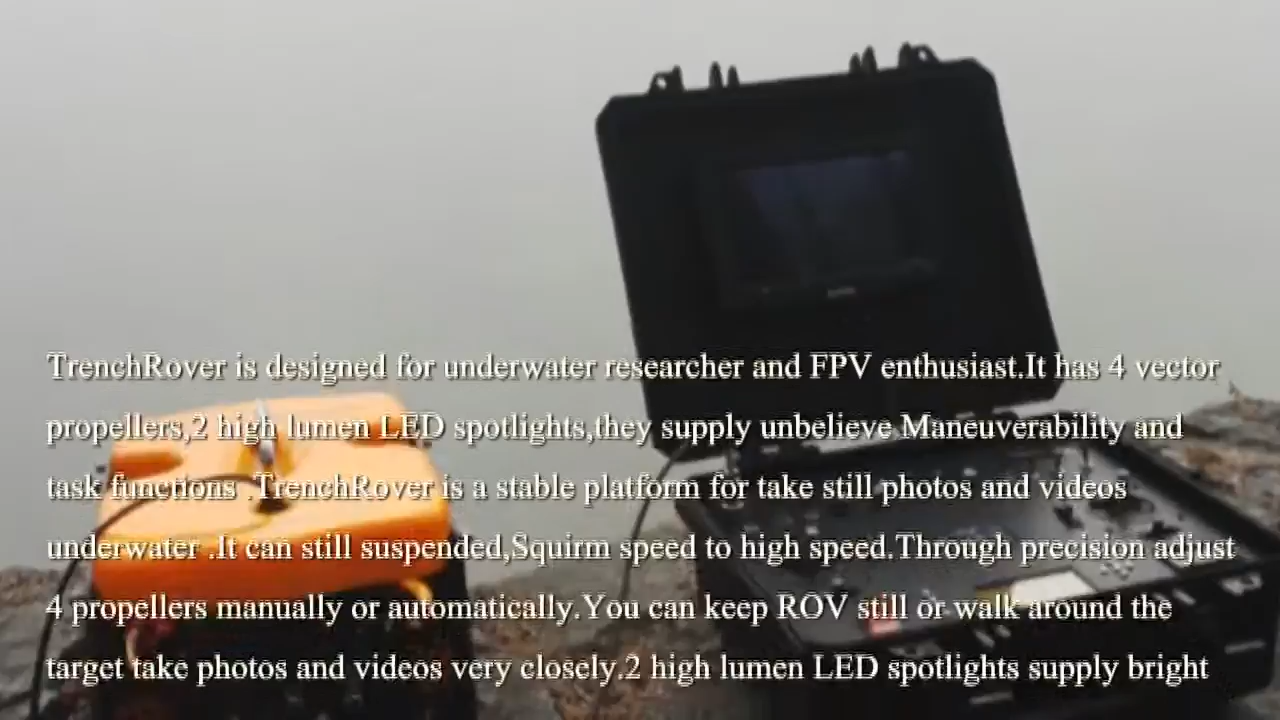 TrenchRover is designed for underwater researcher and FPV enthusiast.It has 4 vector
propellers,2 high lumen LED spotlights,they supply unbelieve Maneuverability and
task functions .TrenchRover is a stable platform for take still photos and videos
underwater .It can still suspended,Squirm speed to high speed.Through precision adjust
4 propellers manually or automatically.You can keep ROV still or walk around the
target take photos and videos very closely.2 high lumen LED spotlights supply bright